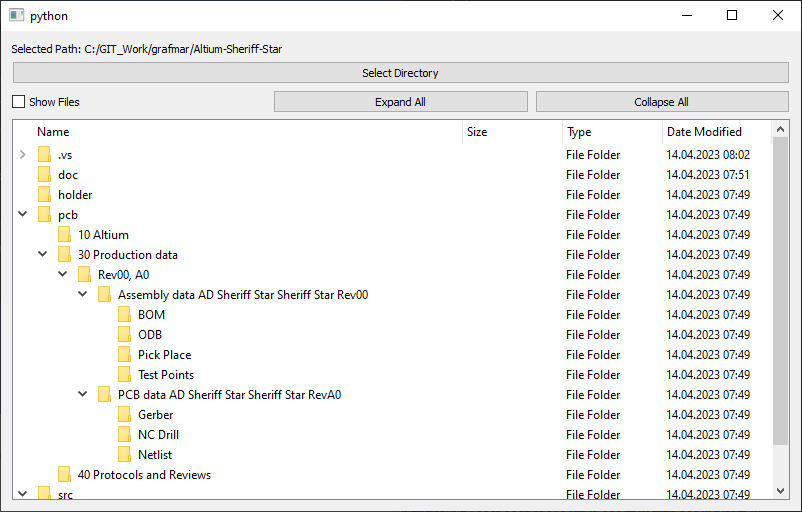 python
Selected Path: C:/GIT_Work/grafmar/Altium-Sheriff-Star
Select Directory
Show Files Expand All Collapse All
Name Size Type Date Modified
.vs File Folder 14.04.2023 08:02
doc File Folder 14.04.2023 07:51
holder File Folder 14.04.2023 07:49
pcb File Folder 14.04.2023 07:49
10 Altium File Folder 14.04.2023 07:49
30 Production data File Folder 14.04.2023 07:49
Rev00, A0 File Folder 14.04.2023 07:49
Assembly data AD Sheriff Star Sheriff Star Rev00 File Folder 14.04.2023 07:49
BOM File Folder 14.04.2023 07:49
ODB File Folder 14.04.2023 07:49
Pick Place File Folder 14.04.2023 07:49
Test Points File Folder 14.04.2023 07:49
PCB data AD Sheriff Star Sheriff Star RevA0 File Folder 14.04.2023 07:49
Gerber File Folder 14.04.2023 07:49
NC Drill File Folder 14.04.2023 07:49
Netlist File Folder 14.04.2023 07:49
40 Protocols and Reviews File Folder 14.04.2023 07:49
src File Folder 14.04.2023 07:49